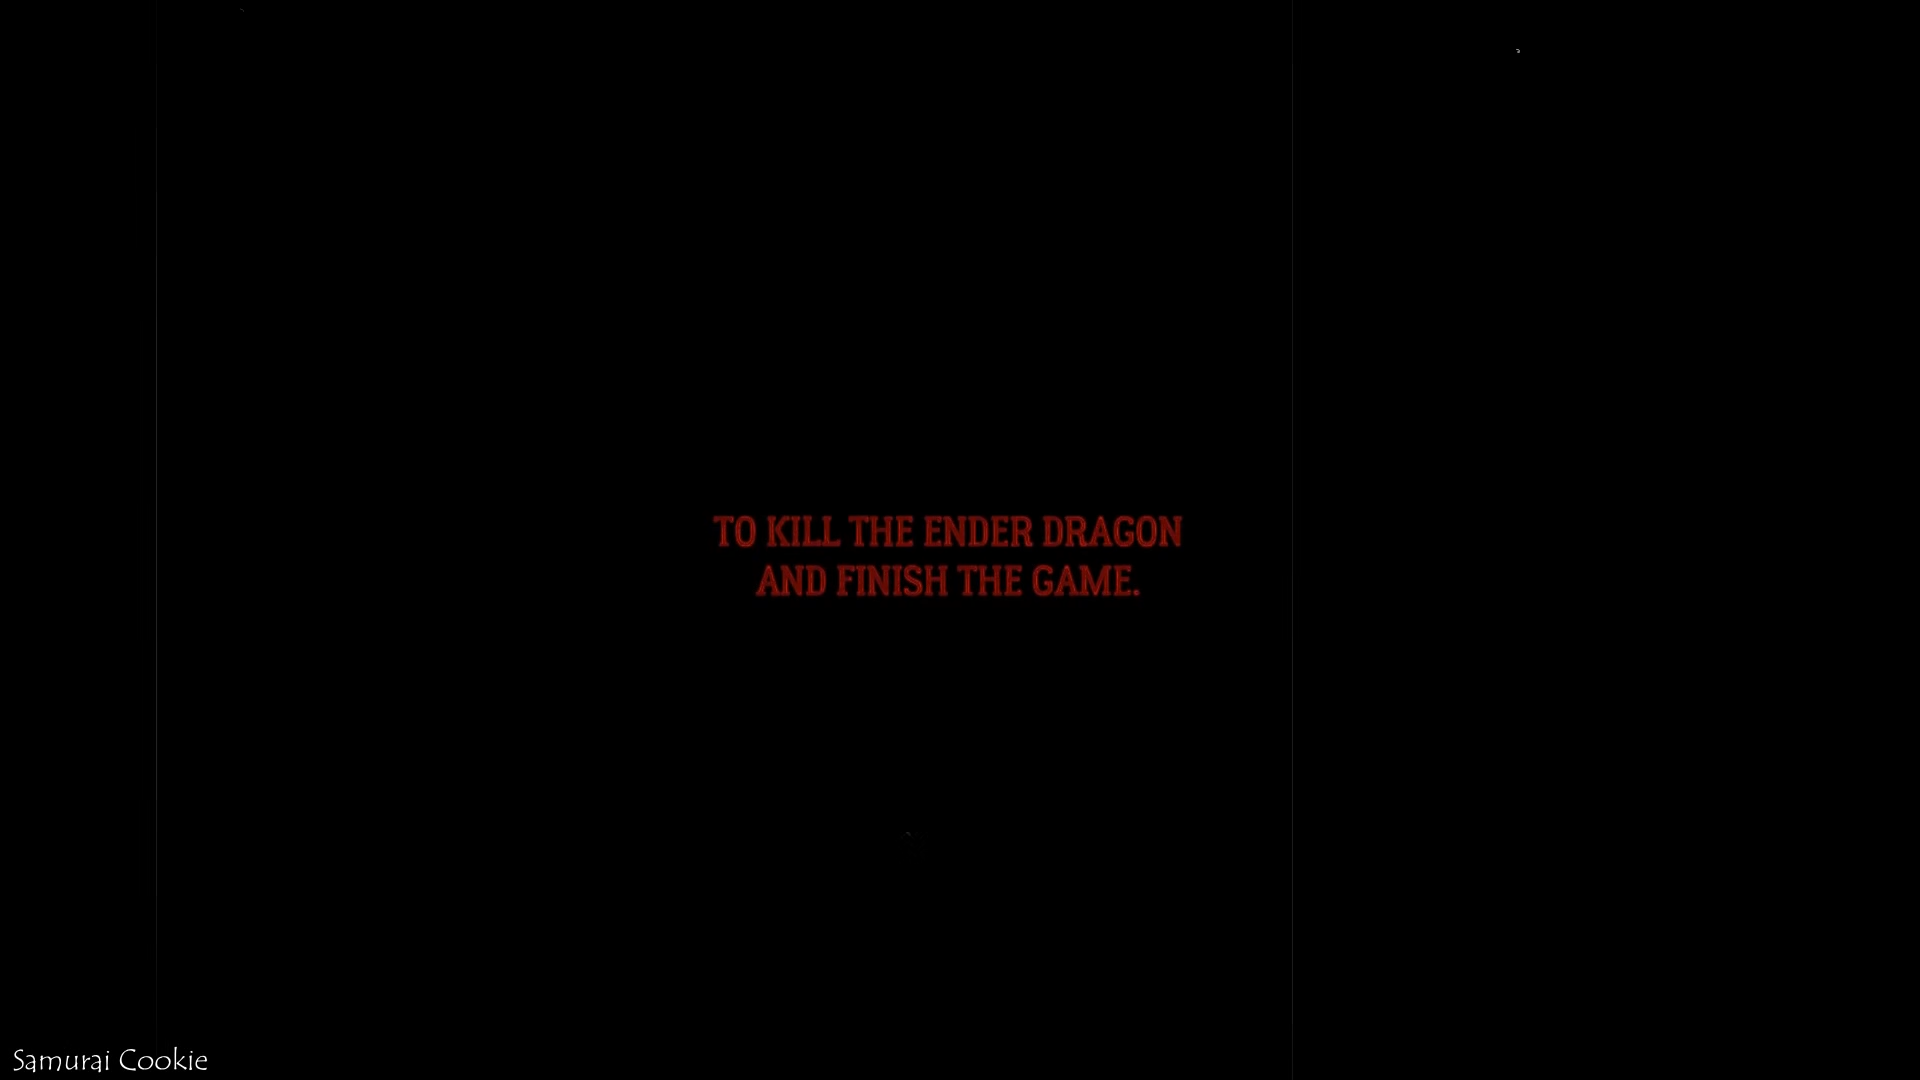 TO KILL THE ENDER DRAGON
AND FINISH THE GAME.
Samurai Cookie